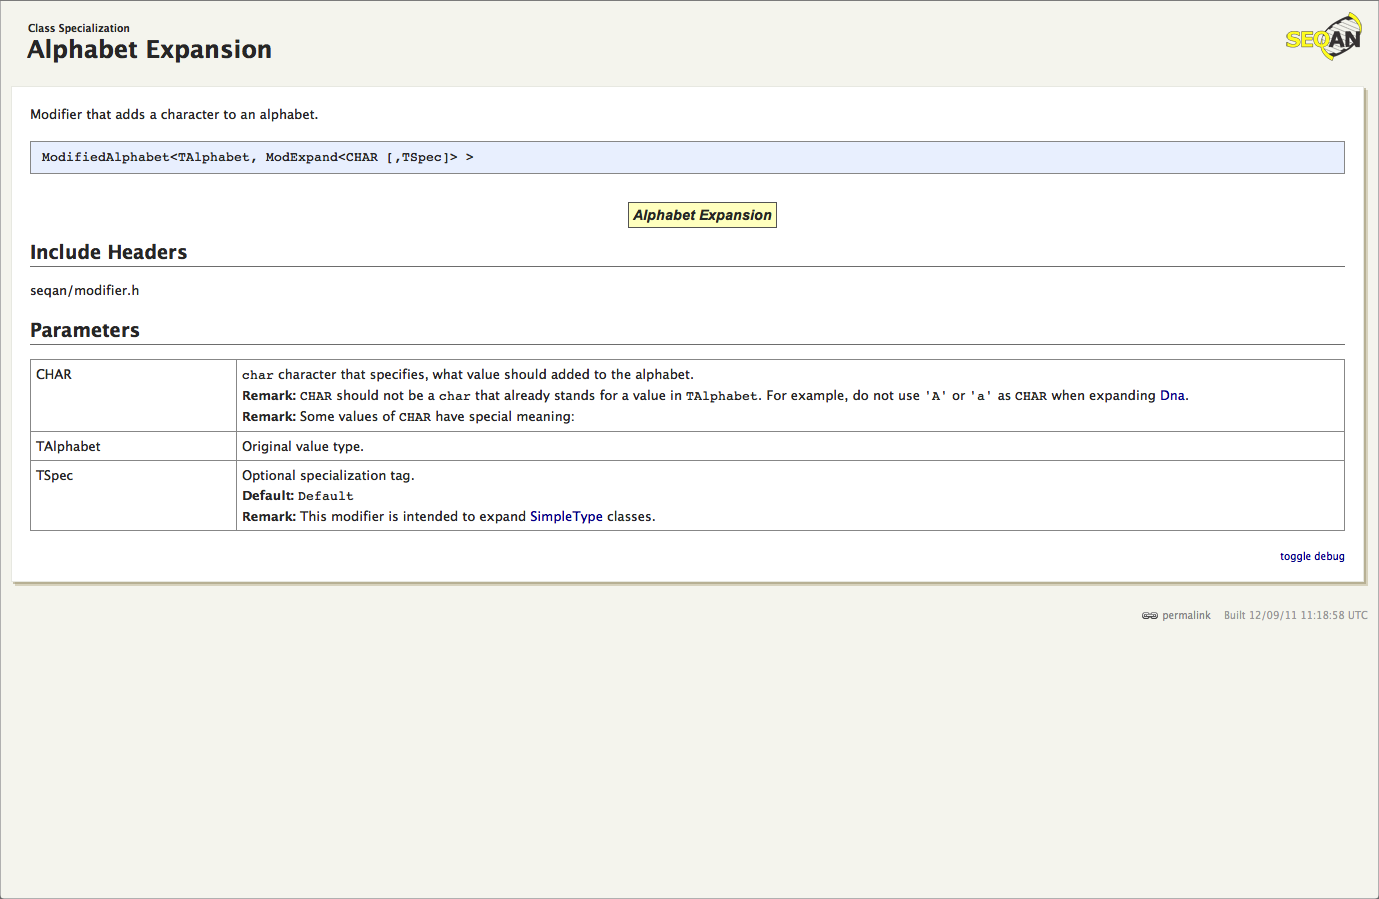 Class Specialization
Alphabet Expansion
SEQAN
Modifier that adds a character to an alphabet.
ModifiedAlphabet<TAlphabet, ModExpand<CHAR [,TSpec]> >
Alphabet Expansion
Include Headers
seqan/modifier.h
Parameters
CHAR
char character that specifies, what value should added to the alphabet.
Remark: CHAR should not be a char that already stands for a value in TAlphabet. For example, do not use 'A' or 'a' as CHAR when expanding Dna.
Remark: Some values of CHAR have special meaning:
TAlphabet
Original value type.
TSpec
Optional specialization tag.
Default: Default
Remark: This modifier is intended to expand SimpleType classes.
toggle debug
permalink Built 12/09/11 11:18:58 UTC